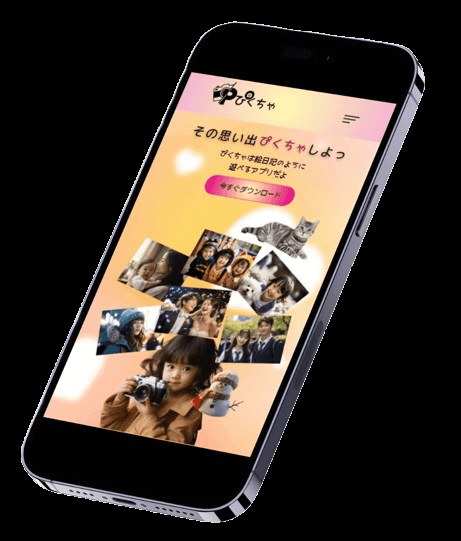 ぴくちゃ
その思い出ぴくちゃしよっ
ぴくちゃは絵日記のように
遊べるアプリだよ
今すぐダウンロード